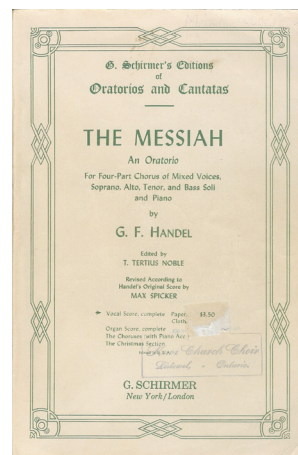 G. Schirmer's Editions
of
Oratorios and Cantatas
THE MESSIAH
An Oratorio
For Four-Part Chorus of Mixed Voices,
Soprano, Alto, Tenor, and Bass Soli
and Piano
by
G. F. HANDEL
Edited by
T. TERTIUS NOBLE
Revised According to
Handel's Original Score by
MAX SPICKER
Vocal Score, complete Paper, $3.50
Cloth,
Organ Score, complete
The Choruses (with Piano Acc
The Christmas Section
Church Choir
Ontario.
G. SCHIRMER
New York/London